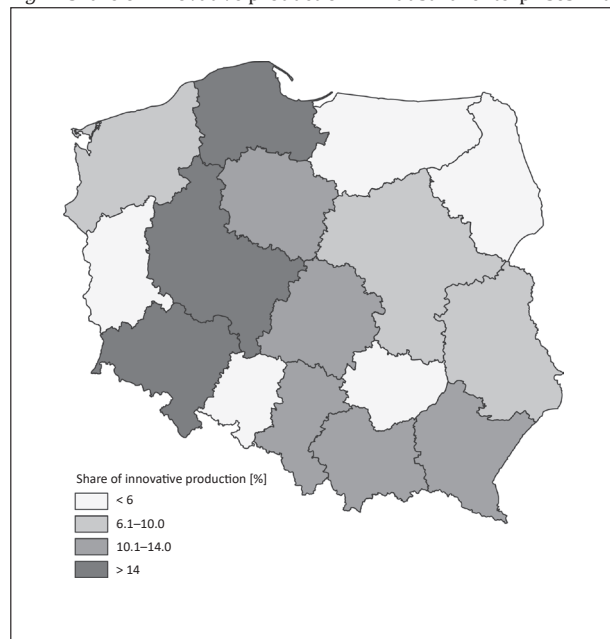 Share of innovative production [%]
< 6
6.1–10.0
10.1–14.0
> 14